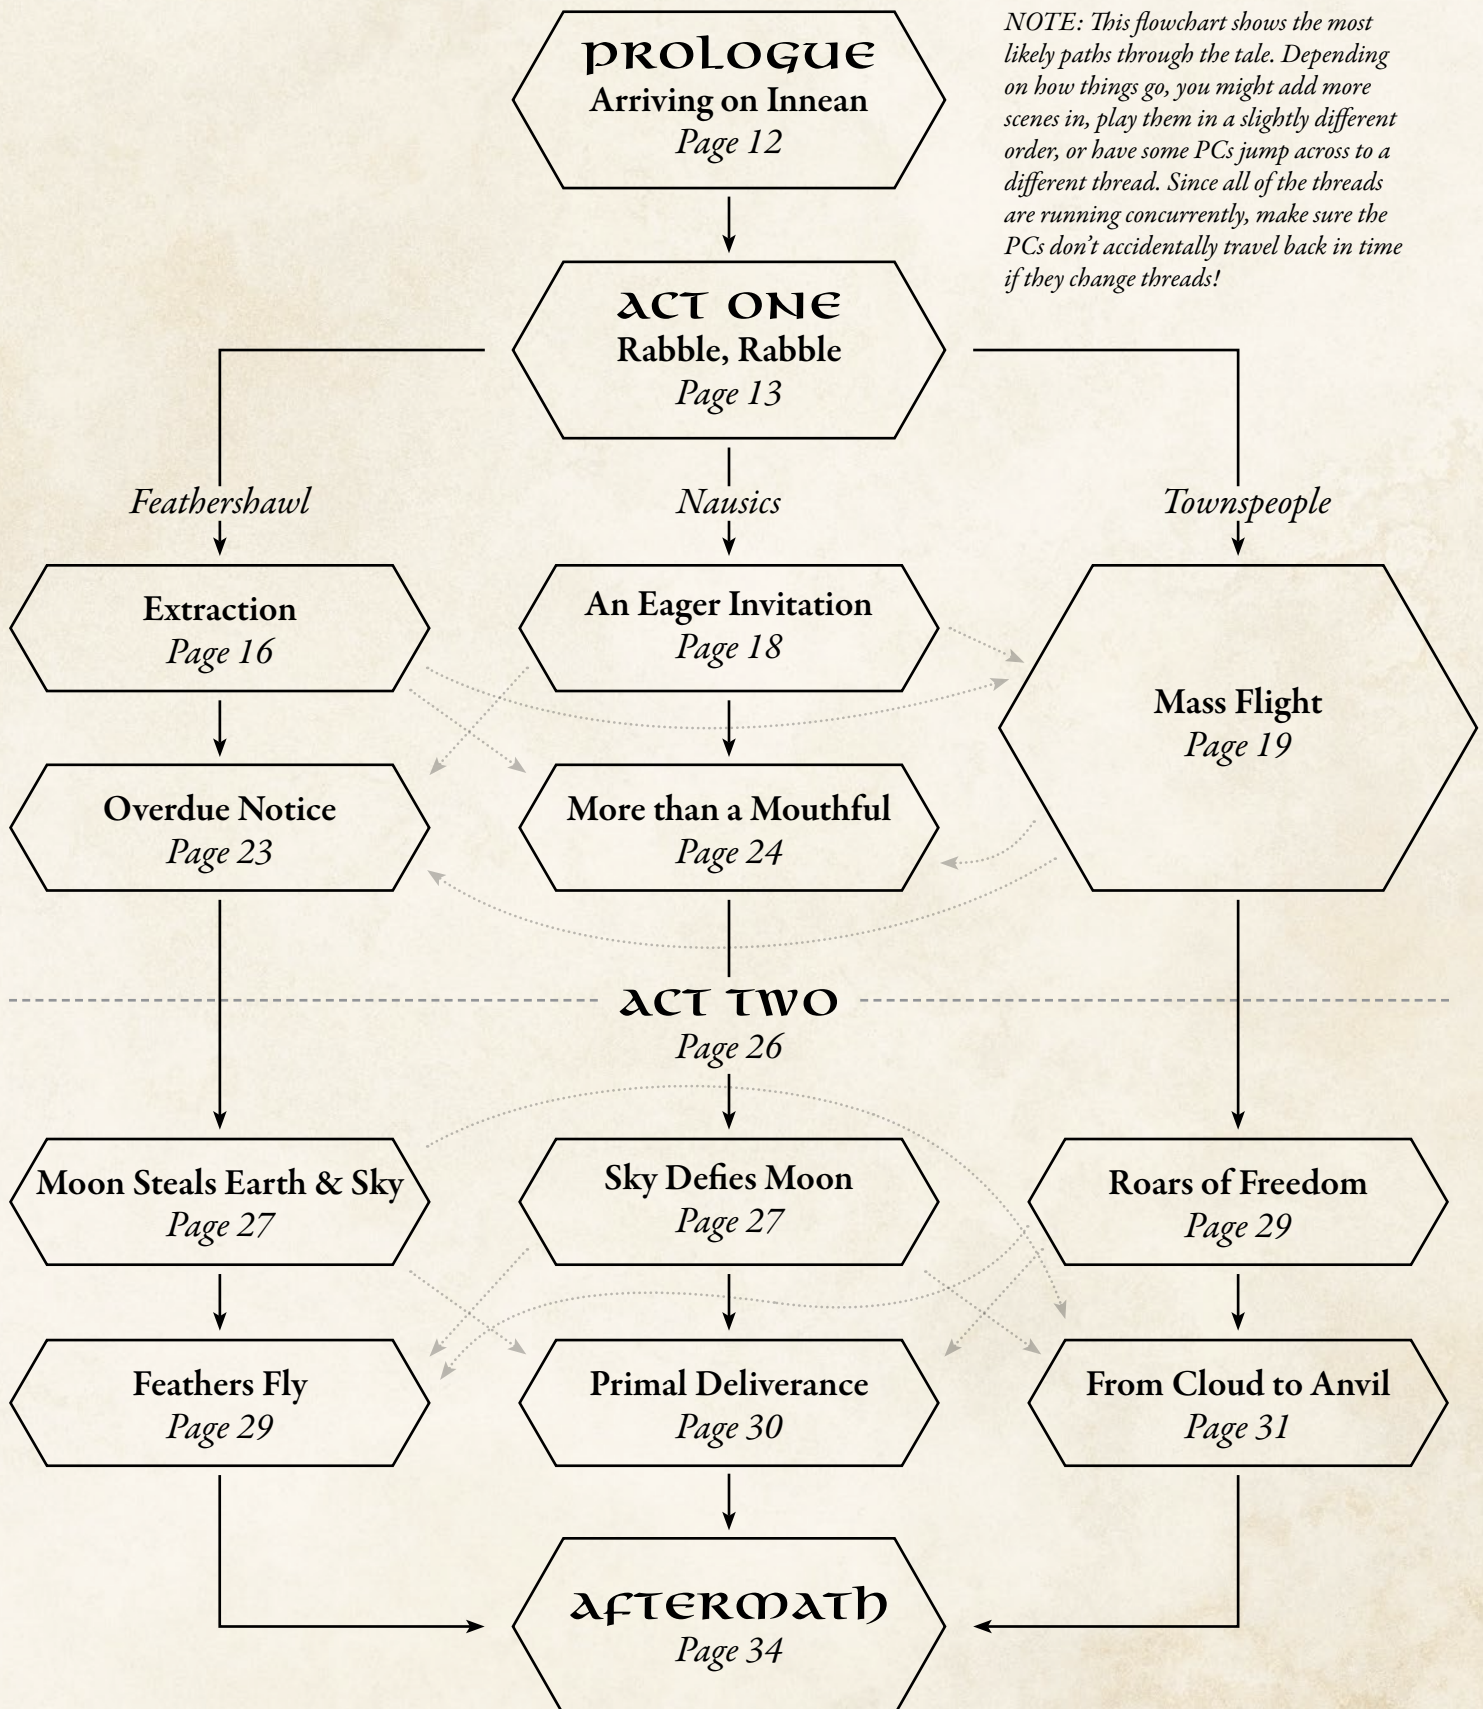 PROLOGUE
Arriving on Innean
Page 12
NOTE: This flowchart shows the most
likely paths through the tale. Depending
on how things go, you might add more
scenes in, play them in a slightly different
order, or have some PCs jump across to a
different thread. Since all of the threads
are running concurrently, make sure the
PCs don’t accidentally travel back in time
if they change threads!
ACT ONE
Rabble, Rabble
Page 13
Feathershawl
Nausics
Townspeople
Extraction
Page 16
An Eager Invitation
Page 18
Mass Flight
Page 19
Overdue Notice
Page 23
More than a Mouthful
Page 24
ACT TWO
Page 26
Moon Steals Earth & Sky
Page 27
Sky Defies Moon
Page 27
Roars of Freedom
Page 29
Feathers Fly
Page 29
Primal Deliverance
Page 30
From Cloud to Anvil
Page 31
AFTERMATH
Page 34